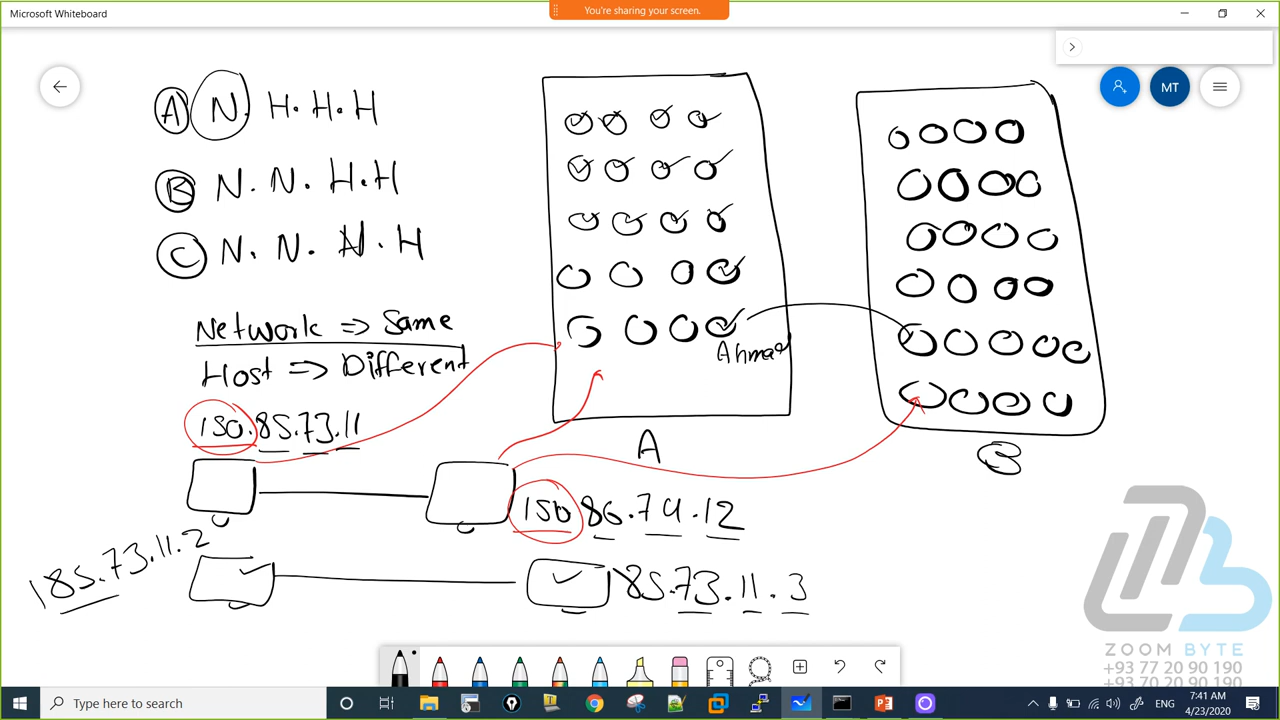 Microsoft Whiteboard
You're sharing your screen.
MT
A N. H. H. H
B N. N. H. H
C N. N. N. H
Network => Same
Host => Different
150.85.73.11
Ahmad
A
B
150.86.74.12
185.73.11.2
185.73.11.3
ZOOM BYTE
+93 77 20 90 190
+93 77 20 90 190
Type here to search
ENG
7:41 AM
4/23/2020